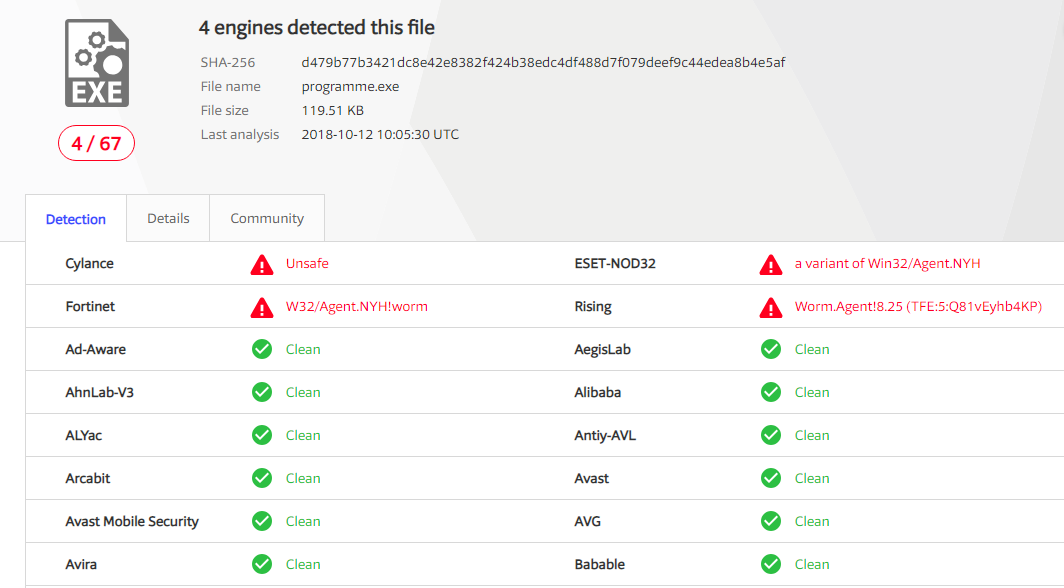 4 engines detected this file
SHA-256 d479b77b3421dc8e42e8382f424b38edc4df488d7f079deef9c44edea8b4e5af
File name programme.exe
File size 119.51 KB
Last analysis 2018-10-12 10:05:30 UTC
EXE
4 / 67
Detection Details Community
Cylance Unsafe ESET-NOD32 a variant of Win32/Agent.NYH
Fortinet W32/Agent.NYH!worm Rising Worm.Agent!8.25 (TFE:5:Q81vEyhb4KP)
Ad-Aware Clean AegisLab Clean
AhnLab-V3 Clean Alibaba Clean
ALYac Clean Antiy-AVL Clean
Arcabit Clean Avast Clean
Avast Mobile Security Clean AVG Clean
Avira Clean Babable Clean